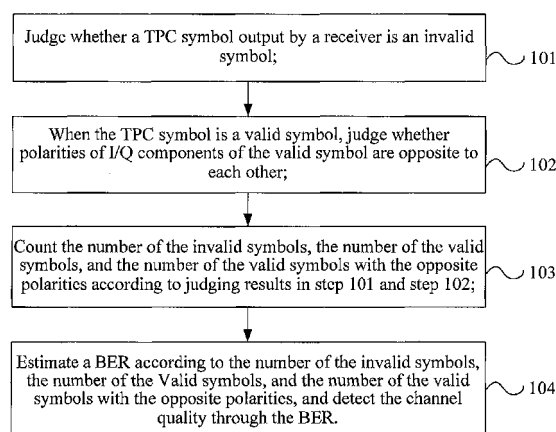 Judge whether a TPC symbol output by a receiver is an invalid
symbol;
101
When the TPC symbol is a valid symbol, judge whether
polarities of I/Q components of the valid symbol are opposite to
each other;
102
Count the number of the invalid symbols, the number of the valid
symbols, and the number of the valid symbols with the opposite
polarities according to judging results in step 101 and step 102;
103
Estimate a BER according to the number of the invalid symbols,
the number of the Valid symbols, and the number of the valid
symbols with the opposite polarities, and detect the channel
quality through the BER.
104